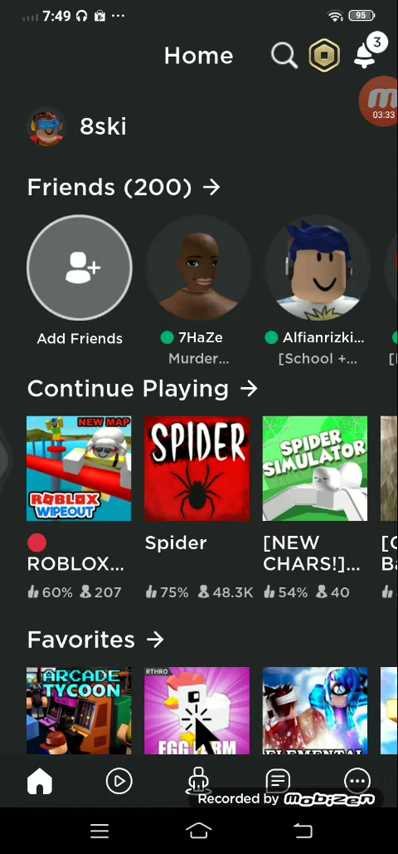 7:49
95
Home
3
03:33
8ski
Friends (200) →
Add Friends
7HaZe
Murder...
Alfianrizki...
[School +...
Continue Playing →
NEW MAP
ROBLOX
WIPEOUT
SPIDER
SPIDER
SIMULATOR
ROBLOX...
Spider
[NEW
CHARS!]...
60% 207
75% 48.3K
54% 40
Favorites →
ARCADE
TYCOON
RTHRO
Recorded by mobizen